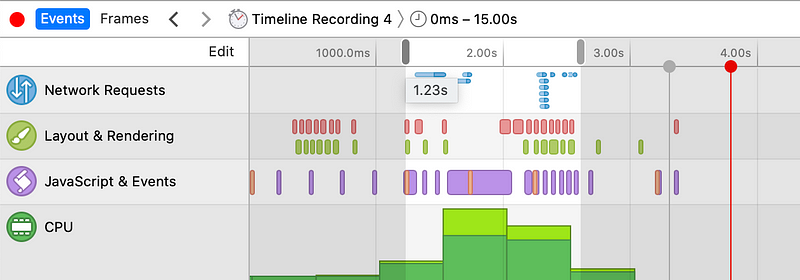 Events Frames Timeline Recording 4 0ms – 15.00s
Edit 1000.0ms 2.00s 3.00s 4.00s
Network Requests
1.23s
Layout & Rendering
JavaScript & Events
CPU